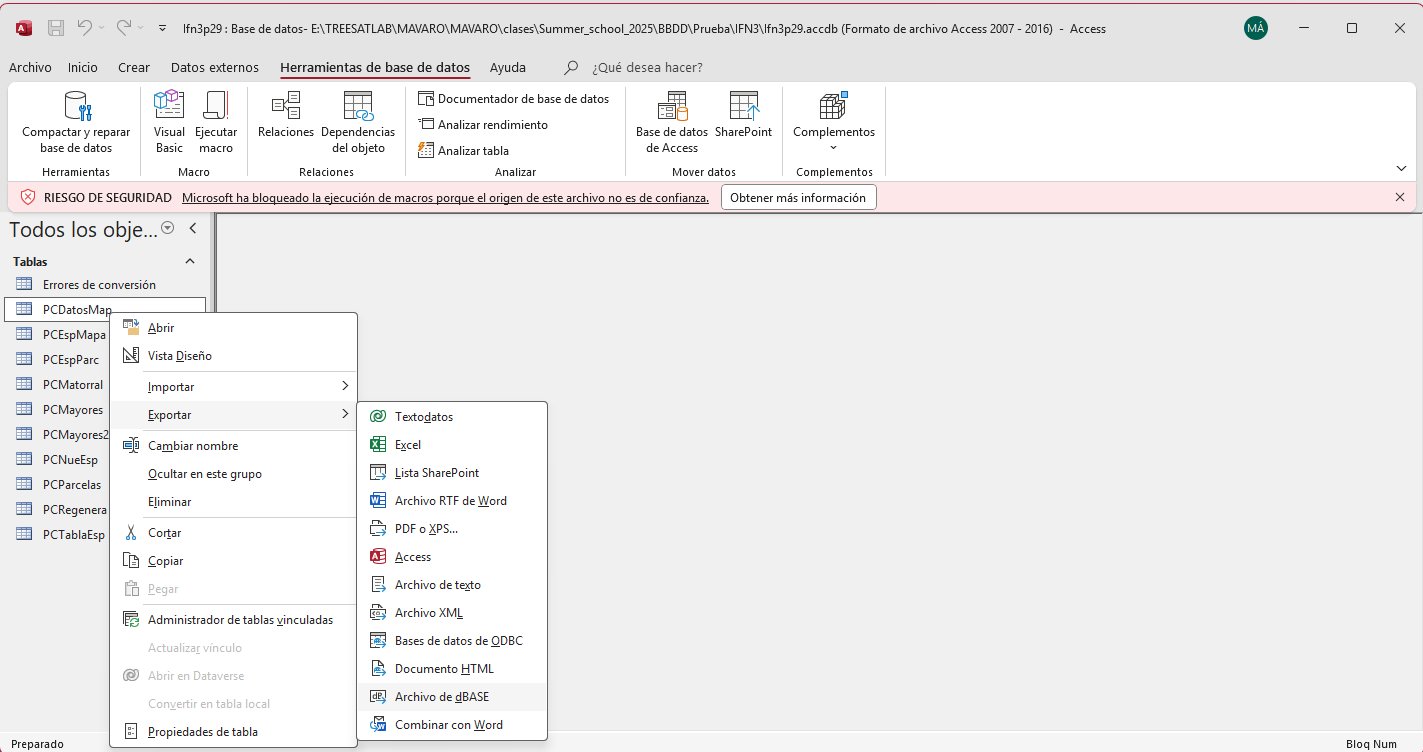 Ifn3p29 : Base de datos- E:\TREESATLAB\MAVARO\MAVARO\clases\Summer_school_2025\BBDD\Prueba\IFN3\Ifn3p29.accdb (Formato de archivo Access 2007 - 2016) - Access
MÁ
Archivo Inicio Crear Datos externos Herramientas de base de datos Ayuda ¿Qué desea hacer?
Compactar y reparar
base de datos
Herramientas
Visual
Basic
Ejecutar
macro
Macro
Relaciones
Dependencias
del objeto
Relaciones
Documentador de base de datos
Analizar rendimiento
Analizar tabla
Analizar
Base de datos
de Access
SharePoint
Mover datos
Complementos
Complementos
RIESGO DE SEGURIDAD Microsoft ha bloqueado la ejecución de macros porque el origen de este archivo no es de confianza. Obtener más información
Todos los obje...
Tablas
Errores de conversión
PCDatosMap
PCEspMapa
PCEspParc
PCMatorral
PCMayores
PCMayores2
PCNueEsp
PCParcelas
PCRegenera
PCTablaEsp
Abrir
Vista Diseño
Importar
Exportar
Cambiar nombre
Ocultar en este grupo
Eliminar
Cortar
Copiar
Pegar
Administrador de tablas vinculadas
Actualizar vínculo
Abrir en Dataverse
Convertir en tabla local
Propiedades de tabla
Textodatos
Excel
Lista SharePoint
Archivo RTF de Word
PDF o XPS...
Access
Archivo de texto
Archivo XML
Bases de datos de ODBC
Documento HTML
Archivo de dBASE
Combinar con Word
Preparado
Bloq Num